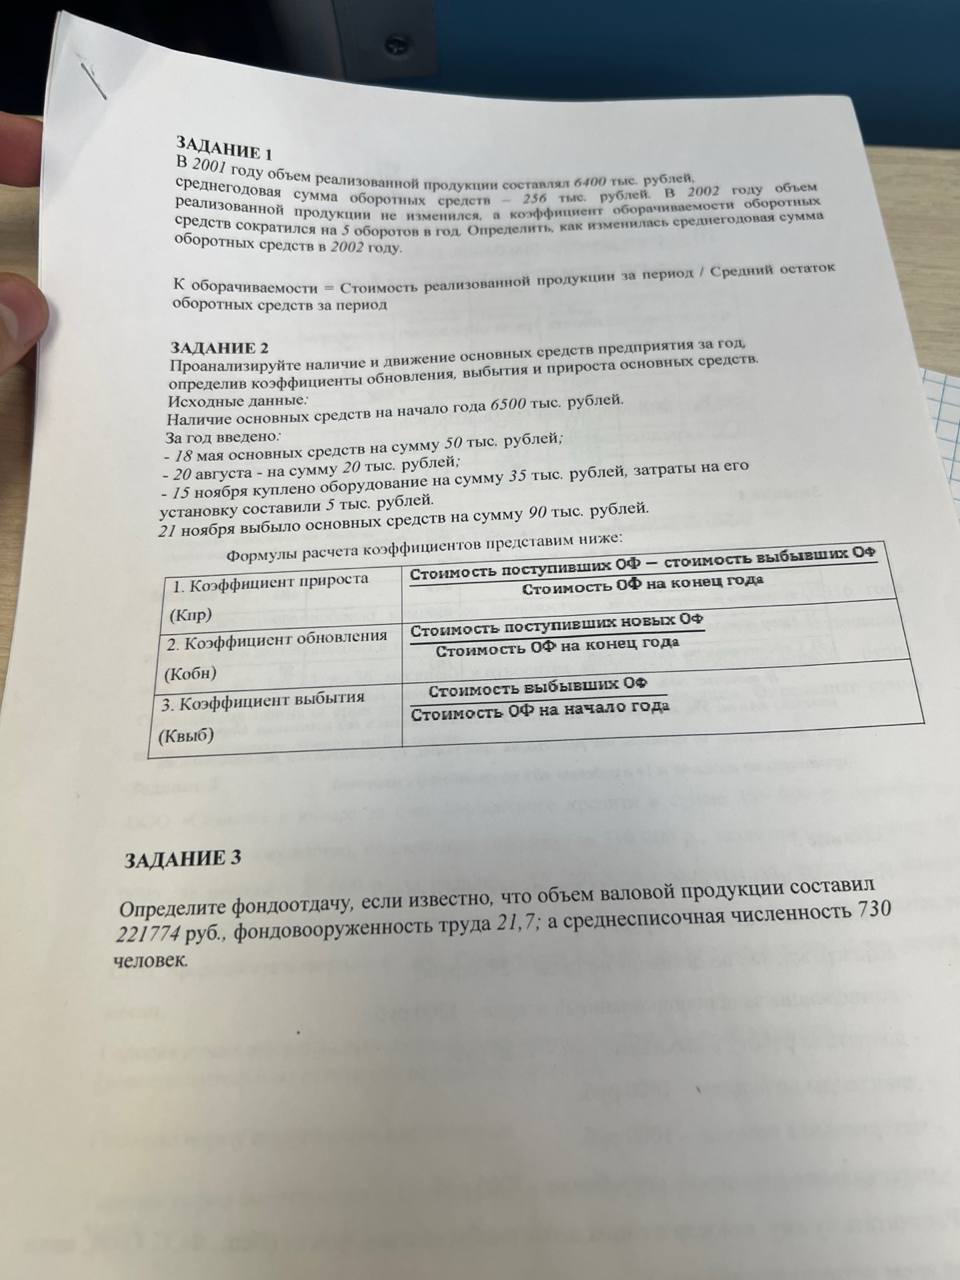 ЗАДАНИЕ 1
В 2001 году объем реализованной продукции составлял 6400 тыс. рублей,
среднегодовая сумма оборотных средств – 256 тыс. рублей. В 2002 году объем
реализованной продукции не изменился, а коэффициент оборачиваемости оборотных
средств сократился на 5 оборотов в год. Определить, как изменилась среднегодовая сумма
оборотных средств в 2002 году.
К оборачиваемости = Стоимость реализованной продукции за период / Средний остаток
оборотных средств за период
ЗАДАНИЕ 2
Проанализируйте наличие и движение основных средств предприятия за год,
определив коэффициенты обновления, выбытия и прироста основных средств.
Исходные данные:
Наличие основных средств на начало года 6500 тыс. рублей.
За год введено:
- 18 мая основных средств на сумму 50 тыс. рублей;
- 20 августа - на сумму 20 тыс. рублей;
- 15 ноября куплено оборудование на сумму 35 тыс. рублей, затраты на его
установку составили 5 тыс. рублей.
21 ноября выбыло основных средств на сумму 90 тыс. рублей.
Формулы расчета коэффициентов представим ниже:
1. Коэффициент прироста
(Кпр)
Стоимость поступивших ОФ − стоимость выбывших ОФ
Стоимость ОФ на конец года
2. Коэффициент обновления
(Кобн)
Стоимость поступивших новых ОФ
Стоимость ОФ на конец года
3. Коэффициент выбытия
(Квыб)
Стоимость выбывших ОФ
Стоимость ОФ на начало года
ЗАДАНИЕ 3
Определите фондоотдачу, если известно, что объем валовой продукции составил
221774 руб., фондовооруженность труда 21,7; а среднесписочная численность 730
человек.